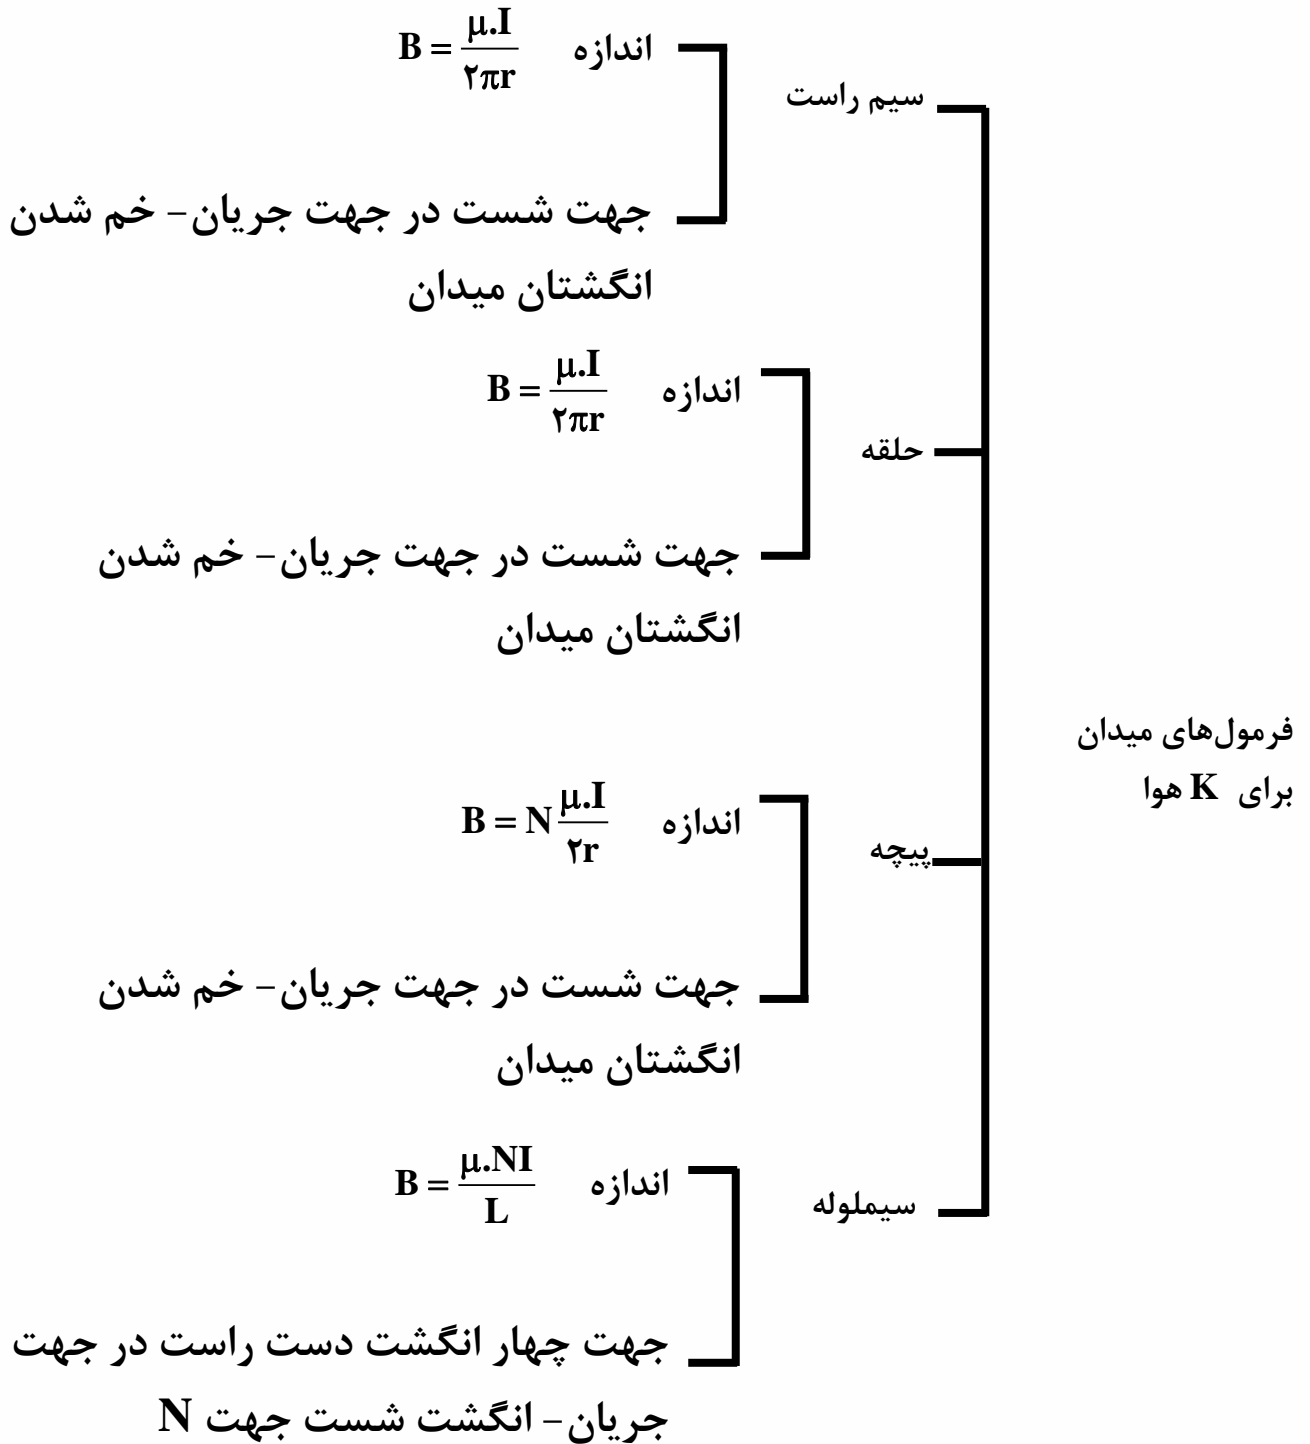 فرمول‌های میدان
برای K هوا
سیم راست
اندازه B = μ.I / ۲πr
جهت شست در جهت جریان - خم شدن
انگشتان میدان
حلقه
اندازه B = μ.I / ۲πr
جهت شست در جهت جریان - خم شدن
انگشتان میدان
پیچه
اندازه B = N μ.I / ۲r
جهت شست در جهت جریان - خم شدن
انگشتان میدان
سیملوله
اندازه B = μ.NI / L
جهت چهار انگشت دست راست در جهت
جریان - انگشت شست جهت N